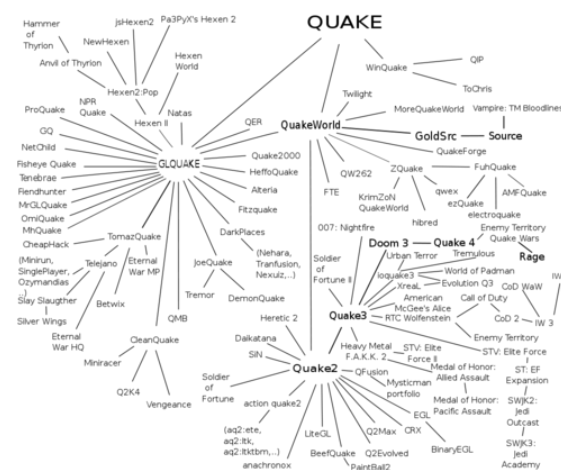 QUAKE
Hammer
of
Thyrion
jsHexen2
Pa3PyX's Hexen 2
NewHexen
Anvil of Thyrion
Hexen
World
Hexen2:Pop
WinQuake
QIP
ToChris
NPR
Quake
Hexen II
Natas
ProQuake
GQ
NetChild
Fisheye Quake
Tenebrae
Fiendhunter
MrGLQuake
OmiQuake
MhQuake
CheapHack
GLQUAKE
QER
Quake2000
HeffoQuake
Alteria
Fitzquake
DarkPlaces
(Nehara,
Tranfusion,
Nexuiz,..)
JoeQuake
Tremor
DemonQuake
TomazQuake
(Minirun,
SinglePlayer,
Ozymandias
..)
Telejano
Eternal
War MP
Slay Slaugther
Silver Wings
Betwix
Eternal
War HQ
QMB
CleanQuake
Miniracer
Q2K4
Vengeance
QuakeWorld
Twilight
MoreQuakeWorld
Vampire: TM Bloodlines
GoldSrc
Source
QuakeForge
QW262
FTE
ZQuake
FuhQuake
KrimZoN
QuakeWorld
hibred
qwex
ezQuake
AMFQuake
electroquake
007: Nightfire
Soldier
of
Fortune II
Doom 3
Quake 4
Enemy Territory
Quake Wars
Rage
Urban Terror
Tremulous
ioquake3
World of Padman
XreaL
Evolution Q3
CoD WaW
IW
American
McGee's Alice
Call of Duty
Quake3
RTC Wolfenstein
CoD 2
IW 3
Enemy Territory
Heavy Metal
F.A.K.K. 2
STV: Elite
Force II
STV: Elite Force
ST: EF
Expansion
SWJK2:
Jedi
Outcast
SWJK3:
Jedi
Academy
Medal of Honor:
Allied Assault
Medal of Honor:
Pacific Assault
Heretic 2
Daikatana
SiN
Soldier
of
Fortune
Quake2
QFusion
Mysticman
portfolio
action quake2
(aq2:ete,
aq2:ltk,
aq2:ltktbm,..)
anachronox
LiteGL
BeefQuake
PaintBall2
Q2Evolved
Q2Max
CRX
EGL
BinaryEGL